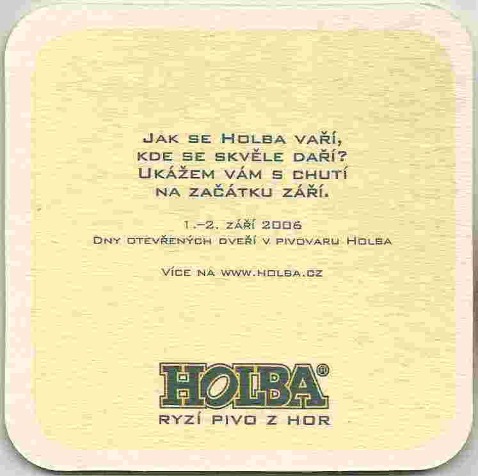 Jak se Holba vaří,
kde se skvěle daří?
Ukážem vám s chutí
na začátku září.
1.–2. září 2006
Dny otevřených dveří v pivovaru Holba
Více na www.holba.cz
HOLBA®
ryzí pivo z hor